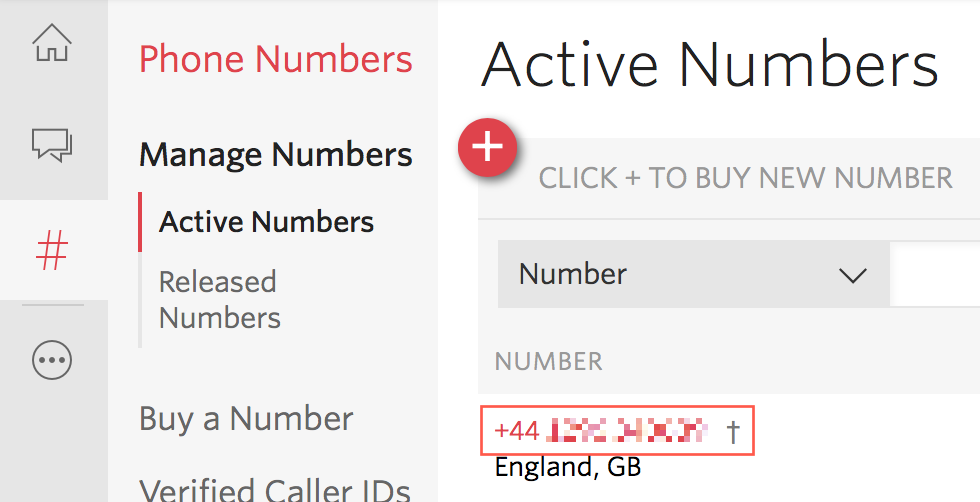 Phone Numbers
Manage Numbers
Active Numbers
Released
Numbers
Buy a Number
Verified Caller IDs
Active Numbers
+
CLICK + TO BUY NEW NUMBER
Number
NUMBER
+44 †
England, GB
#